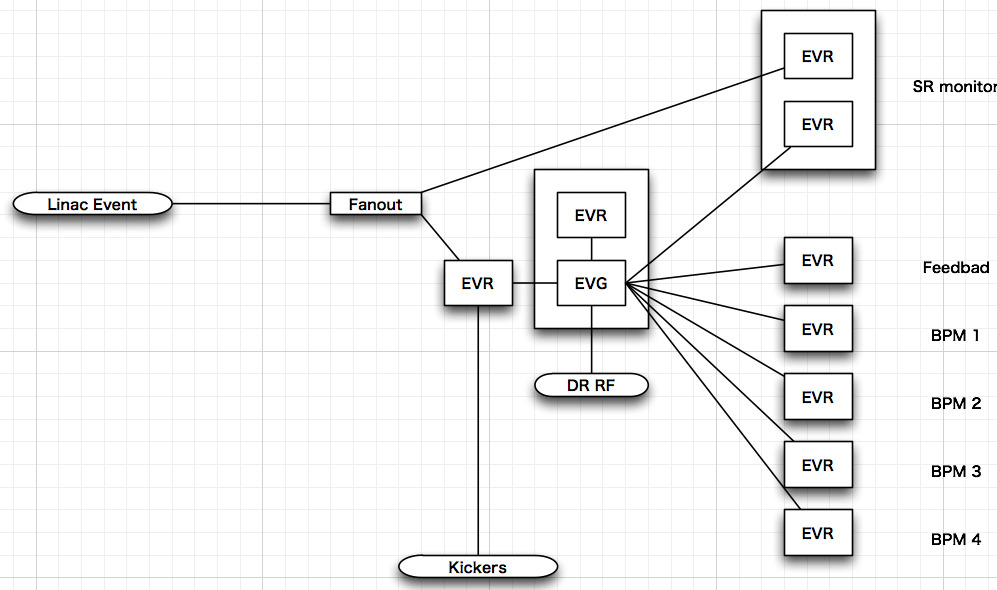 EVR
SR monitor
EVR
Linac Event
Fanout
EVR
EVR
Feedbad
EVR
EVG
EVR
BPM 1
DR RF
EVR
BPM 2
EVR
BPM 3
EVR
BPM 4
Kickers